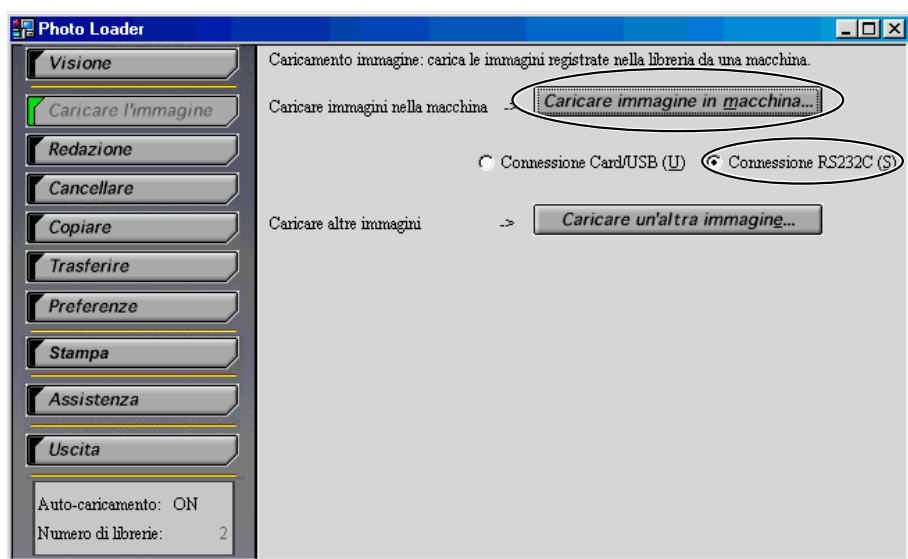 Photo Loader
Visione
Caricare l'immagine
Redazione
Cancellare
Copiare
Trasferire
Preferenze
Stampa
Assistenza
Uscita
Auto-caricamento: ON
Numero di librerie: 2
Caricamento immagine: carica le immagini registrate nella libreria da una macchina.
Caricare immagini nella macchina -> Caricare immagine in macchina...
Connessione Card/USB (U) Connessione RS232C (S)
Caricare altre immagini -> Caricare un'altra immagine...